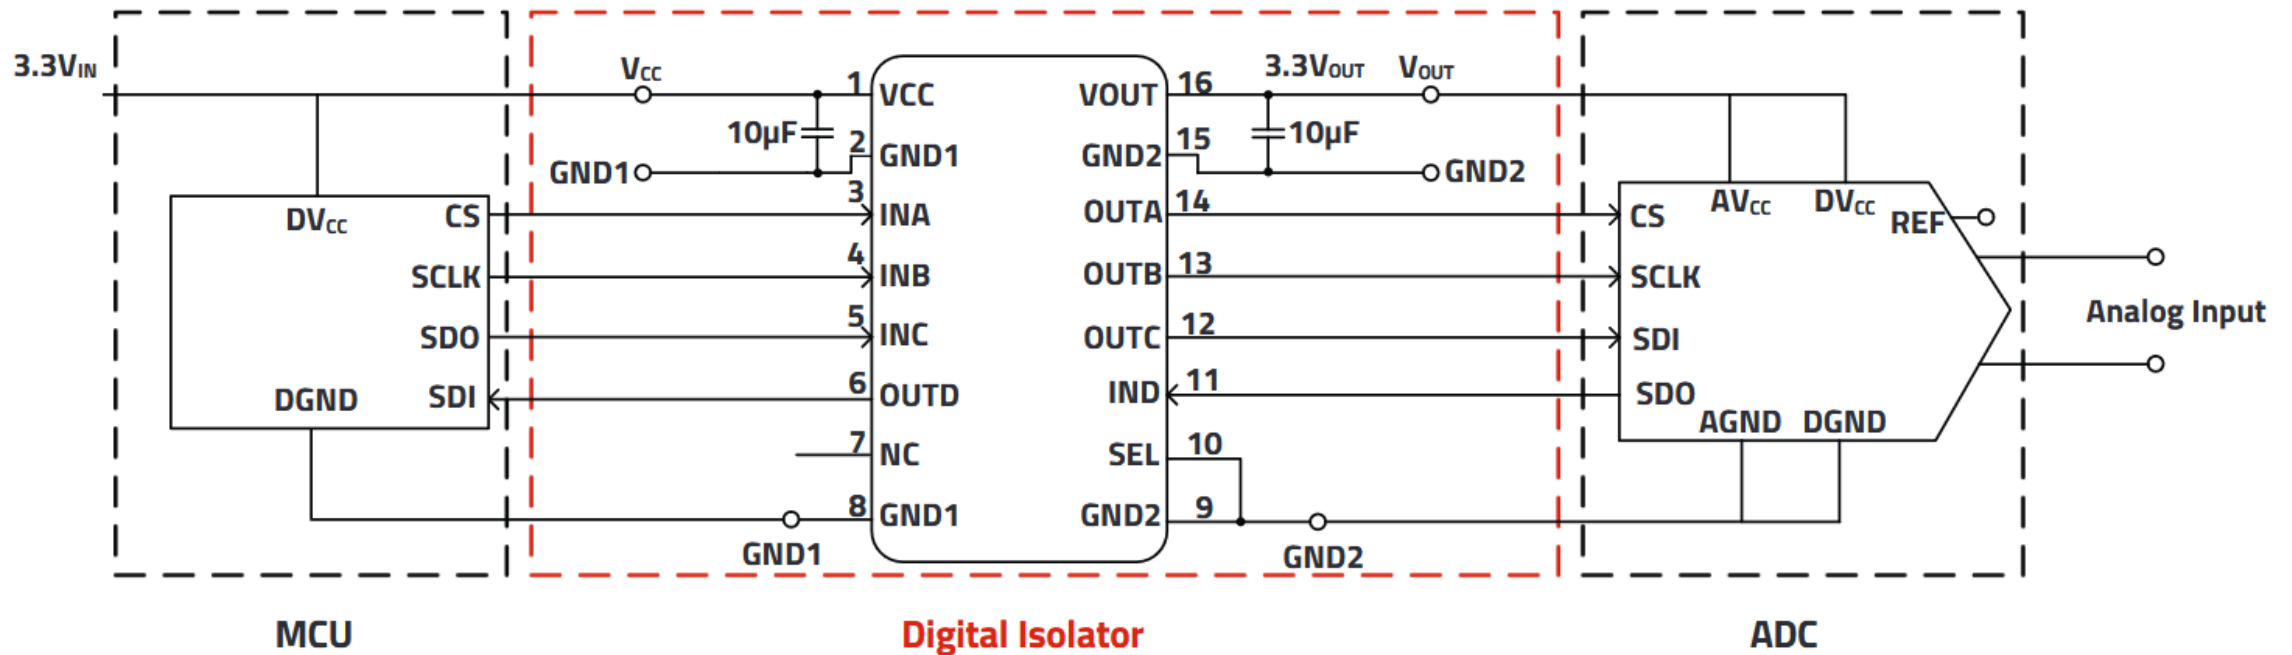 3.3VIN
VCC
10µF
GND1
DVCC
CS
SCLK
SDO
SDI
DGND
GND1
1
2
3
4
5
6
7
8
VCC
GND1
INA
INB
INC
OUTD
NC
GND1
VOUT
GND2
OUTA
OUTB
OUTC
IND
SEL
GND2
16
15
14
13
12
11
10
9
3.3VOUT
VOUT
10µF
GND2
GND2
CS
SCLK
SDI
SDO
AVCC
DVCC
REF
AGND
DGND
Analog Input
MCU
Digital Isolator
ADC